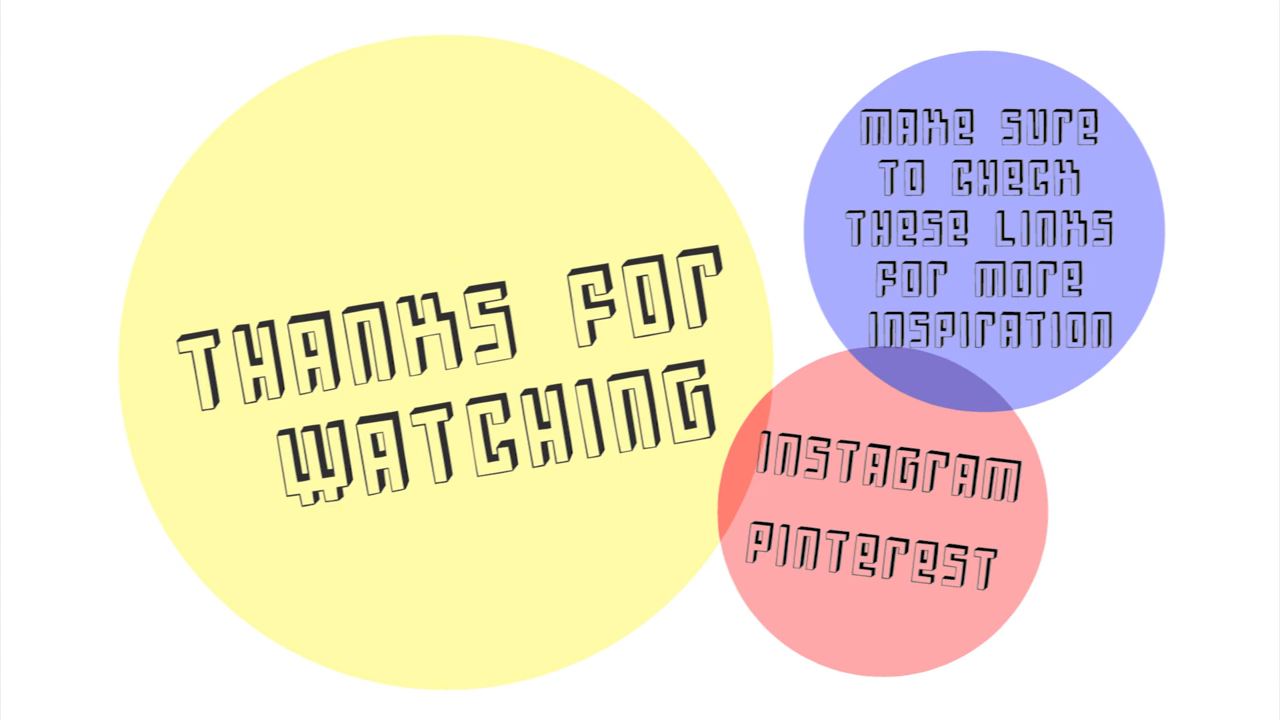 THANKS FOR
WATCHING
MAKE SURE
TO CHECK
THESE LINKS
FOR MORE
INSPIRATION
INSTAGRAM
PINTEREST